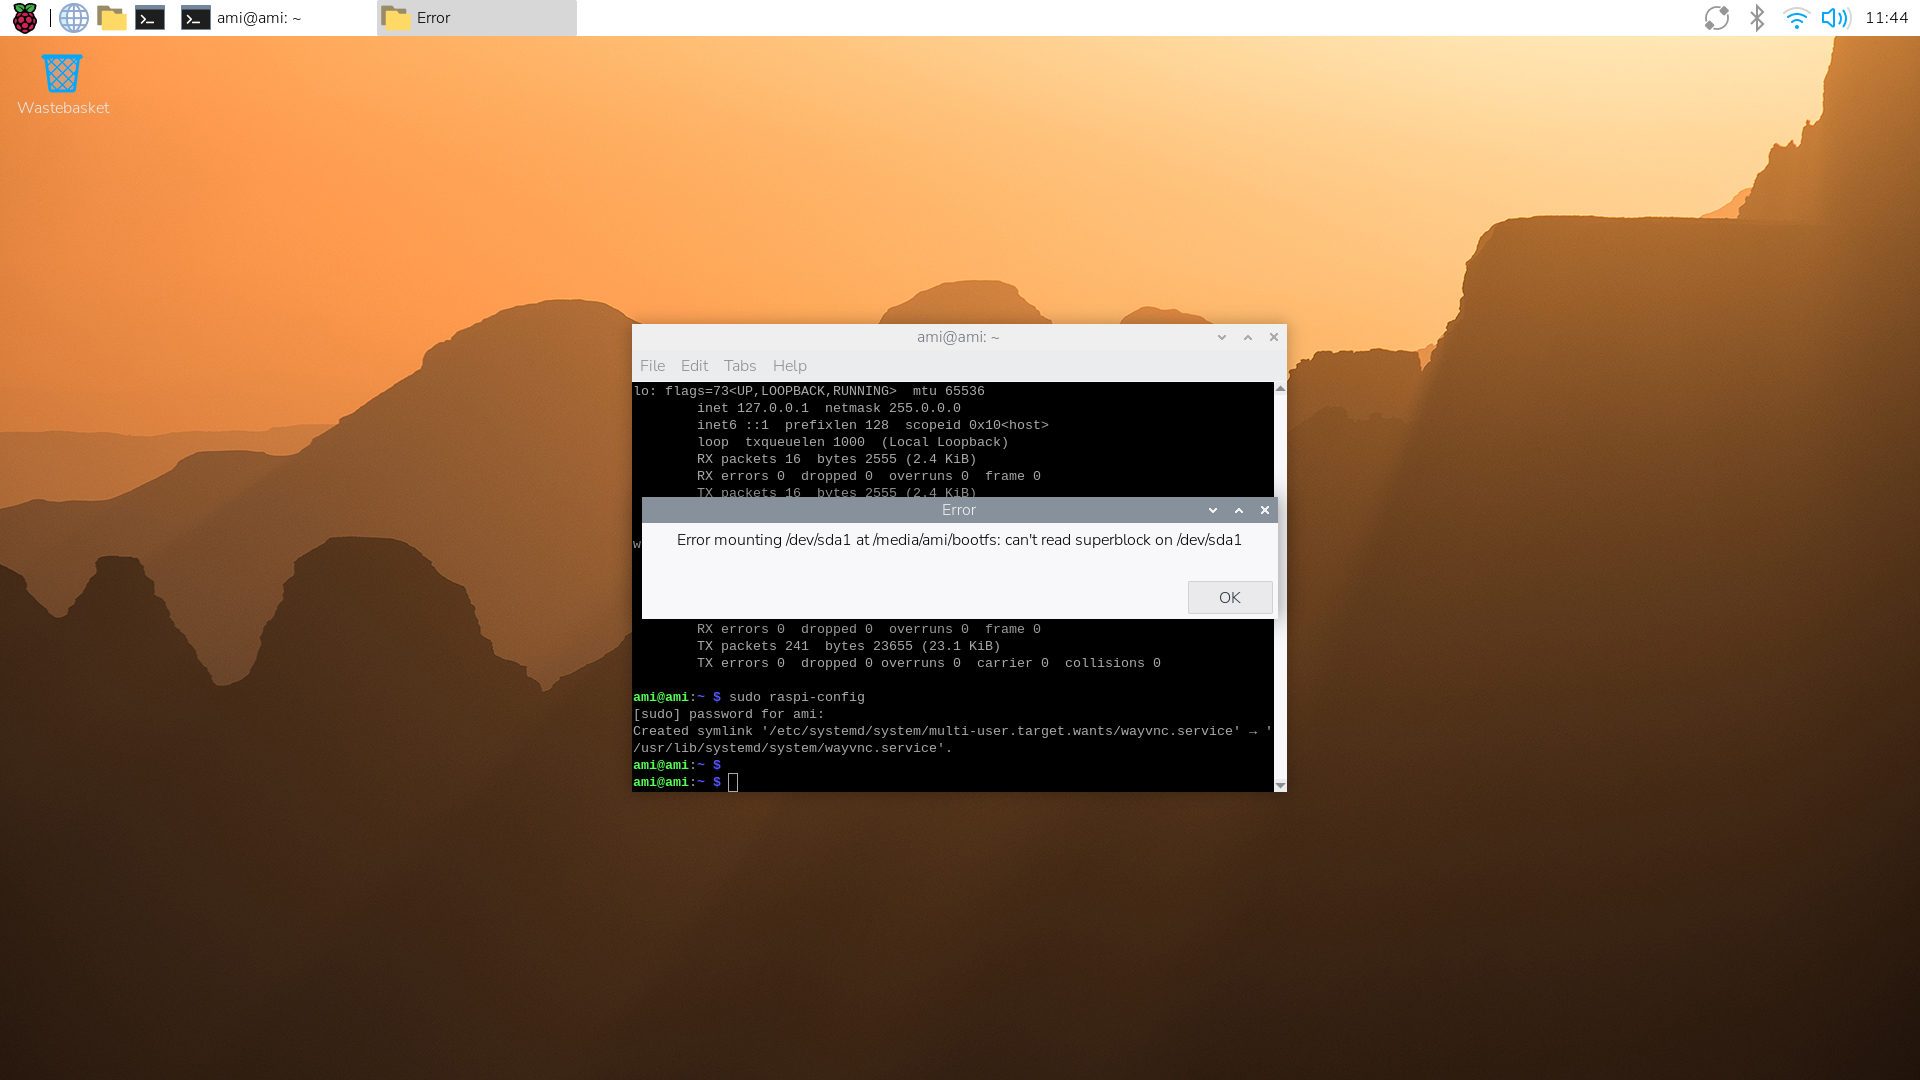 ami@ami: ~
Error
11:44
Wastebasket
ami@ami: ~
File Edit Tabs Help
lo: flags=73<UP,LOOPBACK,RUNNING>  mtu 65536
        inet 127.0.0.1  netmask 255.0.0.0
        inet6 ::1  prefixlen 128  scopeid 0x10<host>
        loop  txqueuelen 1000  (Local Loopback)
        RX packets 16  bytes 2555 (2.4 KiB)
        RX errors 0  dropped 0  overruns 0  frame 0
        TX packets 16  bytes 2555 (2.4 KiB)
Error
w
Error mounting /dev/sda1 at /media/ami/bootfs: can't read superblock on /dev/sda1
OK
        RX errors 0  dropped 0  overruns 0  frame 0
        TX packets 241  bytes 23655 (23.1 KiB)
        TX errors 0  dropped 0 overruns 0  carrier 0  collisions 0
ami@ami:~ $ sudo raspi-config
[sudo] password for ami:
Created symlink '/etc/systemd/system/multi-user.target.wants/wayvnc.service' → '
/usr/lib/systemd/system/wayvnc.service'.
ami@ami:~ $
ami@ami:~ $